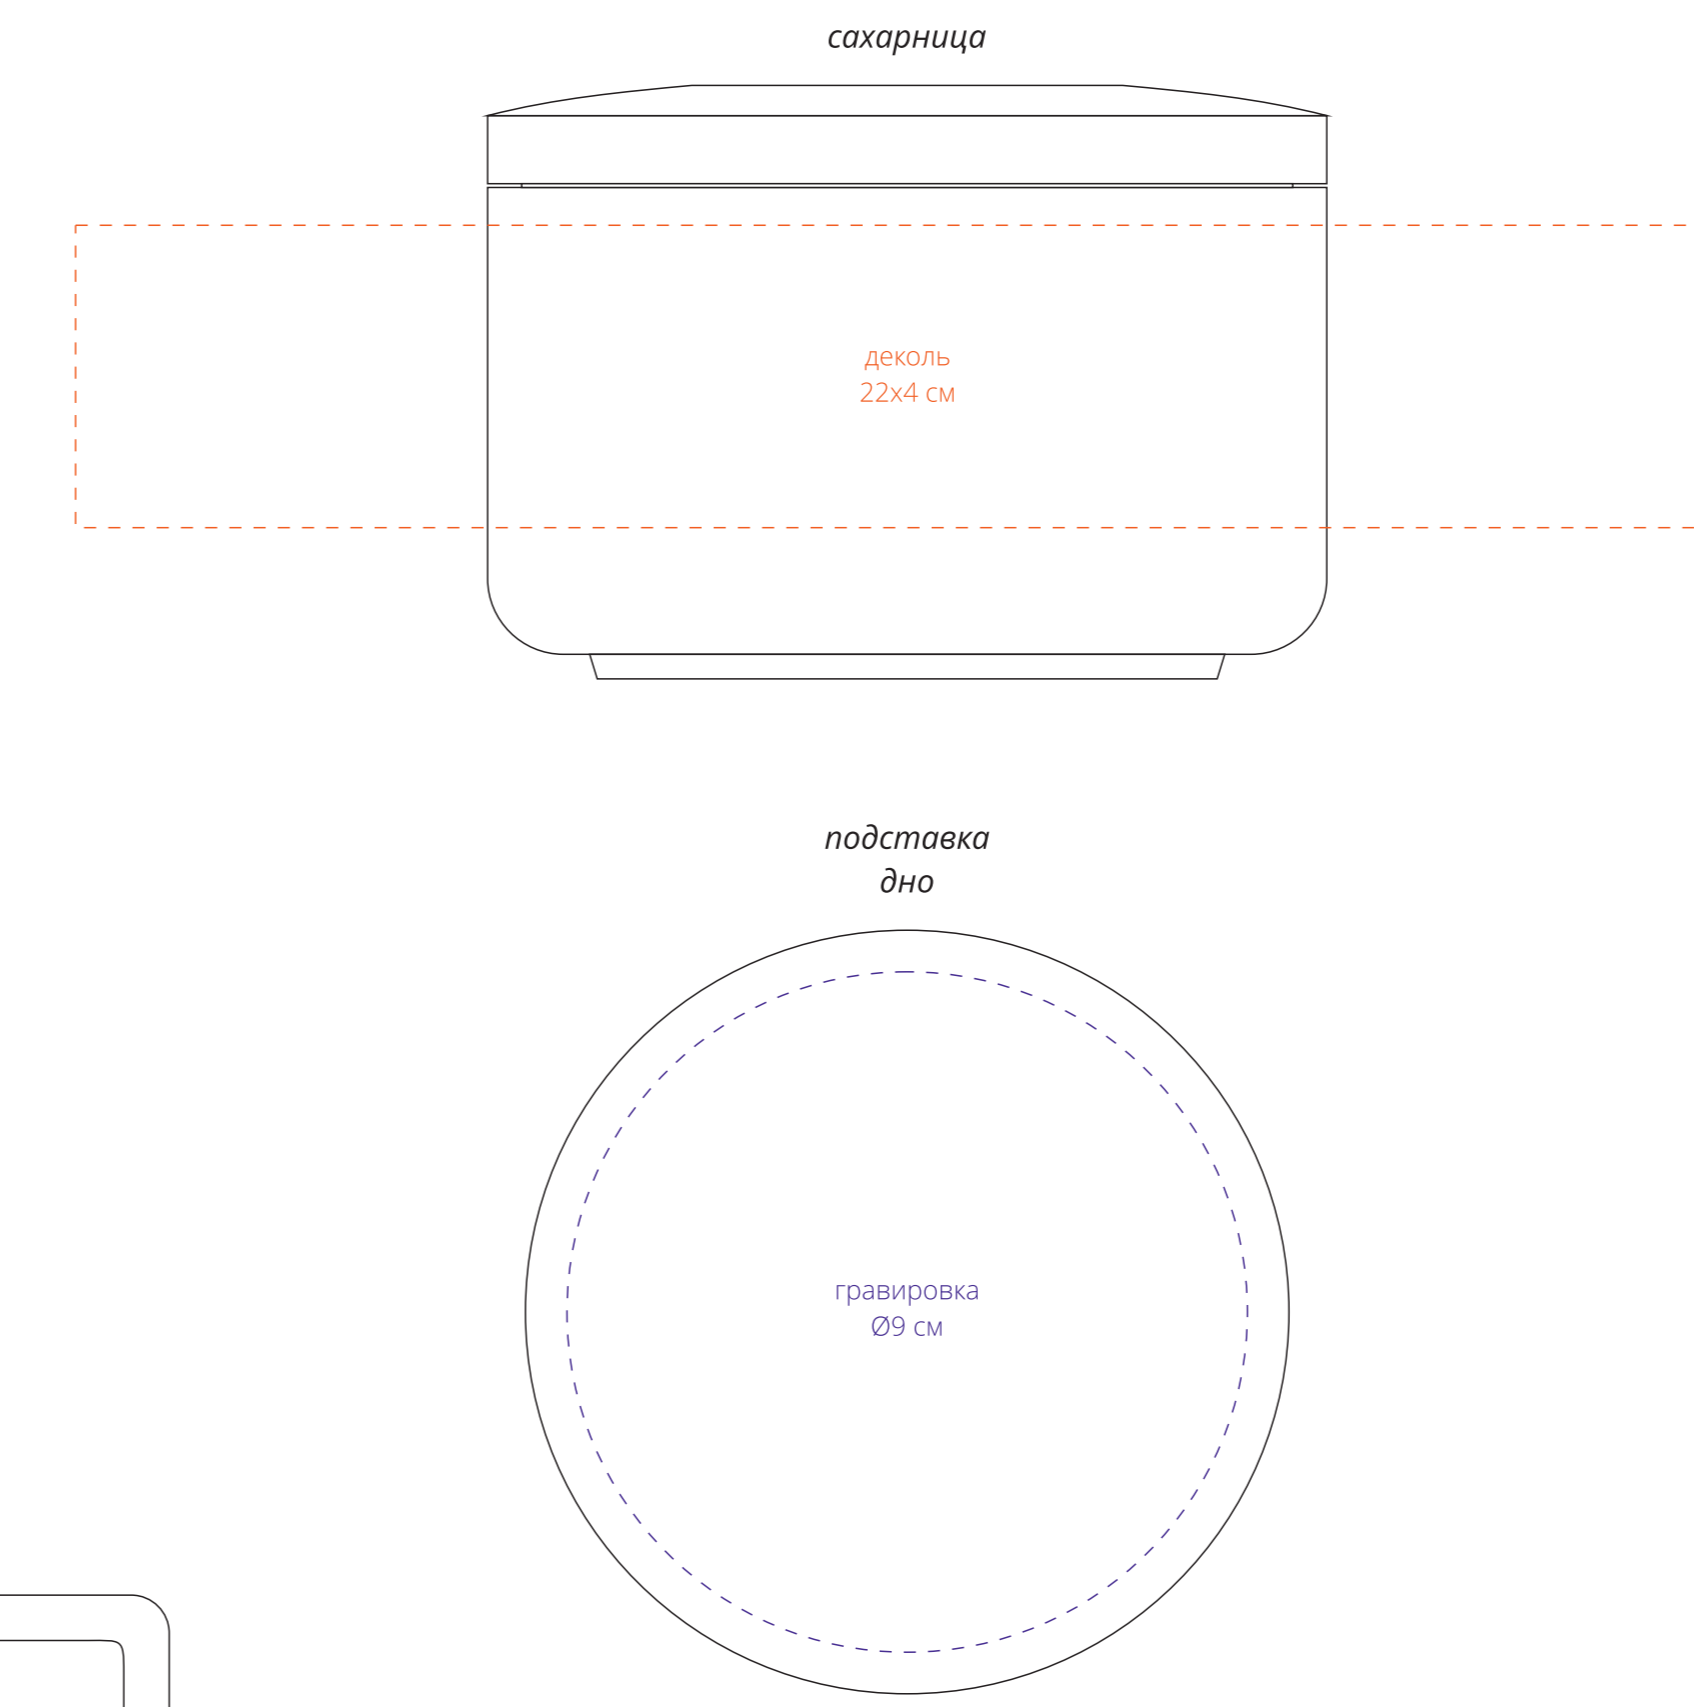 сахарница
деколь
22х4 см
подставка
дно
гравировка
Ø9 см